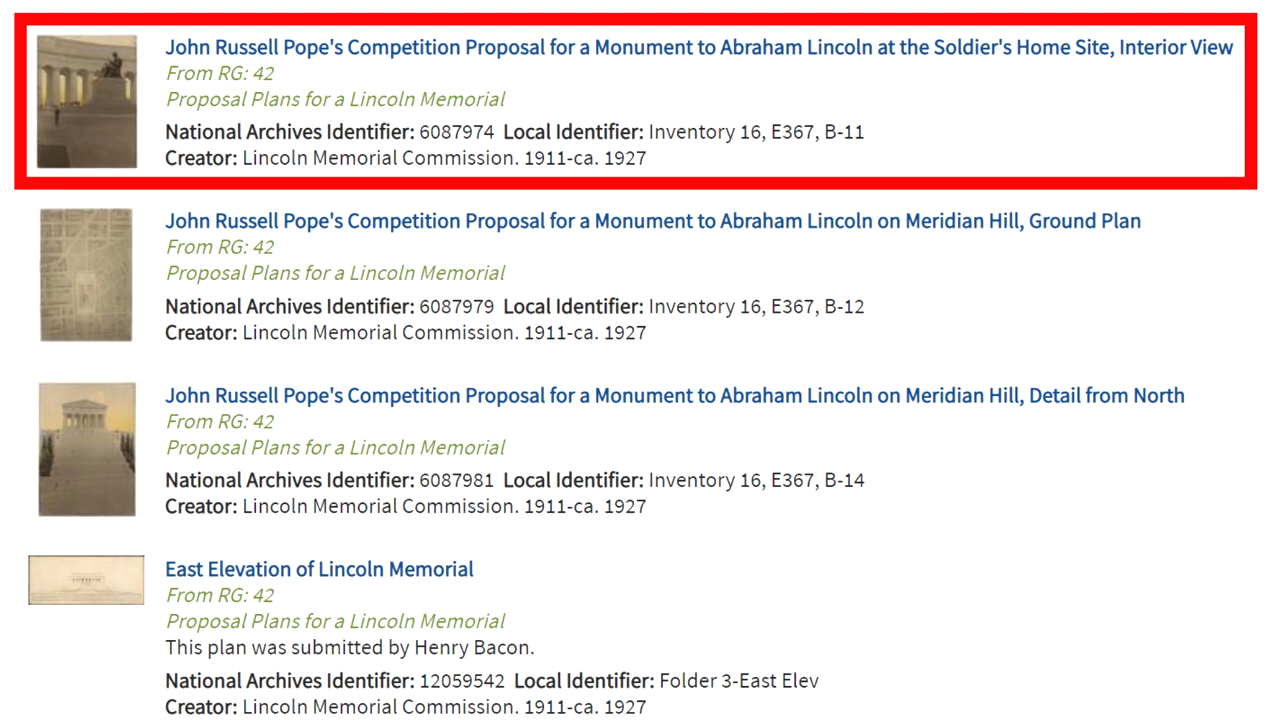 John Russell Pope's Competition Proposal for a Monument to Abraham Lincoln at the Soldier's Home Site, Interior View
From RG: 42
Proposal Plans for a Lincoln Memorial
National Archives Identifier: 6087974 Local Identifier: Inventory 16, E367, B-11
Creator: Lincoln Memorial Commission. 1911-ca. 1927
John Russell Pope's Competition Proposal for a Monument to Abraham Lincoln on Meridian Hill, Ground Plan
From RG: 42
Proposal Plans for a Lincoln Memorial
National Archives Identifier: 6087979 Local Identifier: Inventory 16, E367, B-12
Creator: Lincoln Memorial Commission. 1911-ca. 1927
John Russell Pope's Competition Proposal for a Monument to Abraham Lincoln on Meridian Hill, Detail from North
From RG: 42
Proposal Plans for a Lincoln Memorial
National Archives Identifier: 6087981 Local Identifier: Inventory 16, E367, B-14
Creator: Lincoln Memorial Commission. 1911-ca. 1927
East Elevation of Lincoln Memorial
From RG: 42
Proposal Plans for a Lincoln Memorial
This plan was submitted by Henry Bacon.
National Archives Identifier: 12059542 Local Identifier: Folder 3-East Elev
Creator: Lincoln Memorial Commission. 1911-ca. 1927